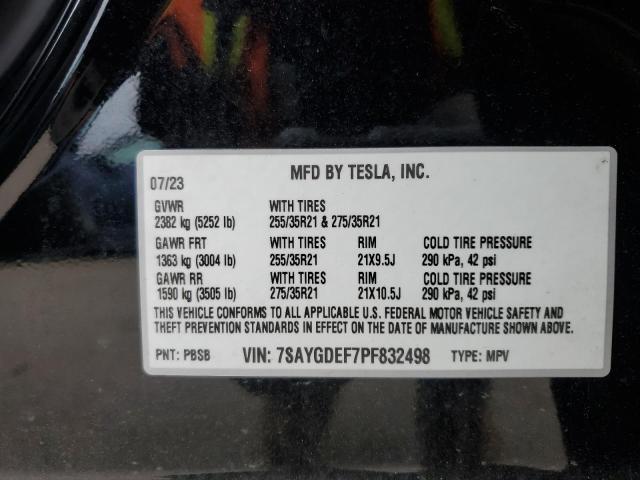 MFD BY TESLA, INC.
07/23
GVWR WITH TIRES
2382 kg (5252 lb) 255/35R21 & 275/35R21
GAWR FRT WITH TIRES RIM COLD TIRE PRESSURE
1363 kg (3004 lb) 255/35R21 21X9.5J 290 kPa, 42 psi
GAWR RR WITH TIRES RIM COLD TIRE PRESSURE
1590 kg (3505 lb) 275/35R21 21X10.5J 290 kPa, 42 psi
THIS VEHICLE CONFORMS TO ALL APPLICABLE U.S. FEDERAL MOTOR VEHICLE SAFETY AND
THEFT PREVENTION STANDARDS IN EFFECT ON THE DATE OF MANUFACTURE SHOWN ABOVE.
PNT: PBSB VIN: 7SAYGDEF7PF832498 TYPE: MPV